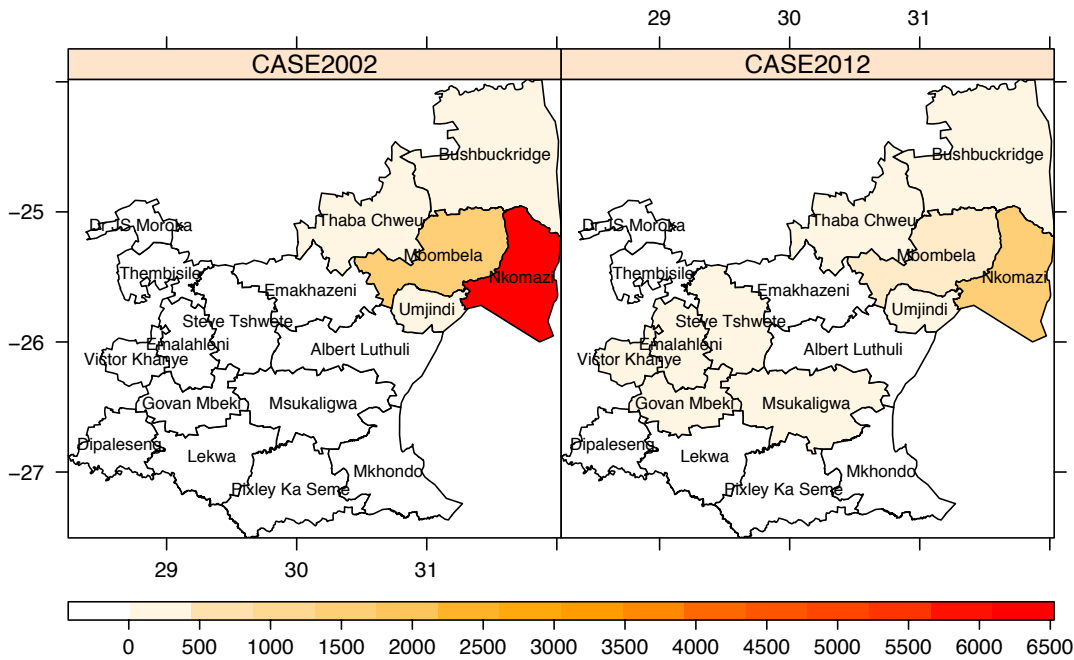 29 30 31
CASE2002 CASE2012
Bushbuckridge Bushbuckridge
−25
Dr JS Moroka Thaba Chweu Dr JS Moroka Thaba Chweu
Mbombela Mbombela
Thembisile Nkomazi Thembisile Nkomazi
Emakhazeni Emakhazeni
Umjindi Umjindi
Steve Tshwete Steve Tshwete
−26
Emalahleni Albert Luthuli Emalahleni Albert Luthuli
Victor Khanye Victor Khanye
Govan Mbeki Msukaligwa Govan Mbeki Msukaligwa
Dipaleseng Dipaleseng
Lekwa Lekwa
−27
Mkhondo Mkhondo
Pixley Ka Seme Pixley Ka Seme
29 30 31
0 500 1000 1500 2000 2500 3000 3500 4000 4500 5000 5500 6000 6500